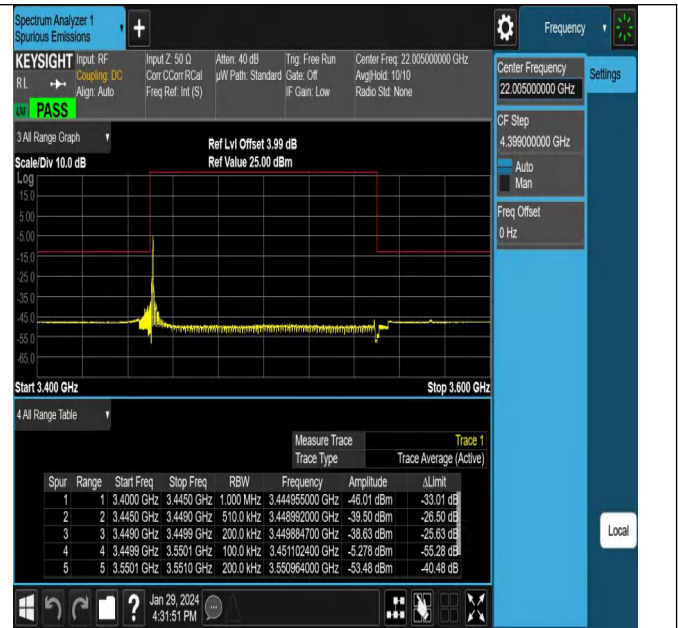 Spectrum Analyzer 1
Spurious Emissions
+
Frequency
KEYSIGHT Input: RF
RL
Coupling: DC
Align: Auto
Input Z: 50 Ω
Corr CCorr RCal
Freq Ref: Int (S)
Atten: 40 dB
µW Path: Standard
Trig: Free Run
Gate: Off
IF Gain: Low
Center Freq: 22.005000000 GHz
Avg|Hold: 10/10
Radio Std: None
PASS
Center Frequency
22.005000000 GHz
Settings
CF Step
4.399000000 GHz
Auto
Man
Freq Offset
0 Hz
3 All Range Graph
Scale/Div 10.0 dB
Ref Lvl Offset 3.99 dB
Ref Value 25.00 dBm
Log
15.0
5.00
-5.00
-15.0
-25.0
-35.0
-45.0
-55.0
-65.0
Start 3.400 GHz
Stop 3.600 GHz
4 All Range Table
Measure Trace Trace 1
Trace Type Trace Average (Active)
Spur Range Start Freq Stop Freq RBW Frequency Amplitude ΔLimit
1 1 3.4000 GHz 3.4450 GHz 1.000 MHz 3.444955000 GHz -46.01 dBm -33.01 dB
2 2 3.4450 GHz 3.4490 GHz 510.0 kHz 3.448992000 GHz -39.50 dBm -26.50 dB
3 3 3.4490 GHz 3.4499 GHz 200.0 kHz 3.449884700 GHz -38.63 dBm -25.63 dB
4 4 3.4499 GHz 3.5501 GHz 100.0 kHz 3.451102400 GHz -5.278 dBm -55.28 dB
5 5 3.5501 GHz 3.5510 GHz 200.0 kHz 3.550964000 GHz -53.48 dBm -40.48 dB
Local
?
Jan 29, 2024
4:31:51 PM